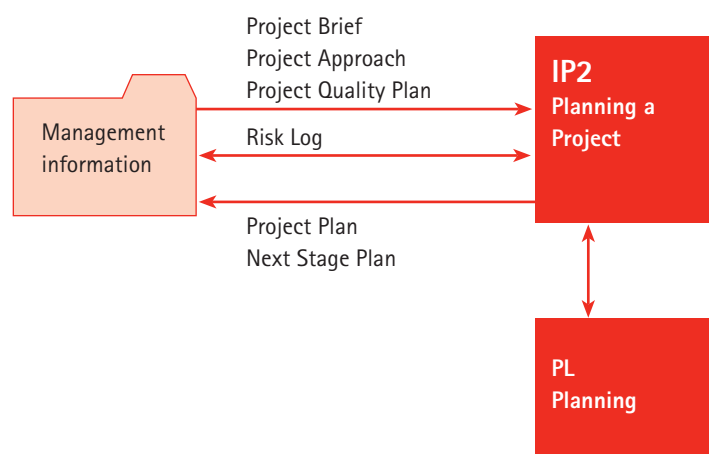 Project Brief
Project Approach
Project Quality Plan
Management
information
Risk Log
Project Plan
Next Stage Plan
IP2
Planning a
Project
PL
Planning